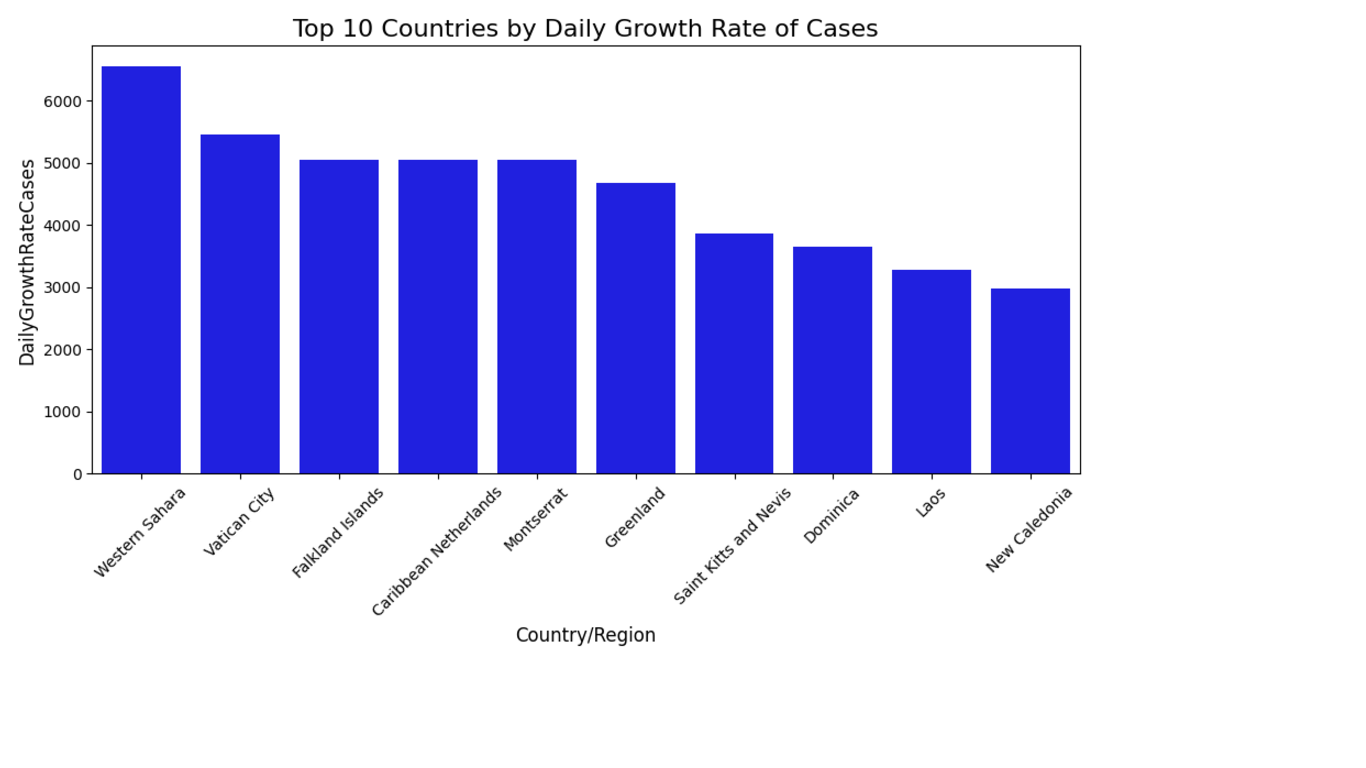 Top 10 Countries by Daily Growth Rate of Cases
DailyGrowthRateCases
6000
5000
4000
3000
2000
1000
0
Western Sahara
Vatican City
Falkland Islands
Caribbean Netherlands
Montserrat
Greenland
Saint Kitts and Nevis
Dominica
Laos
New Caledonia
Country/Region